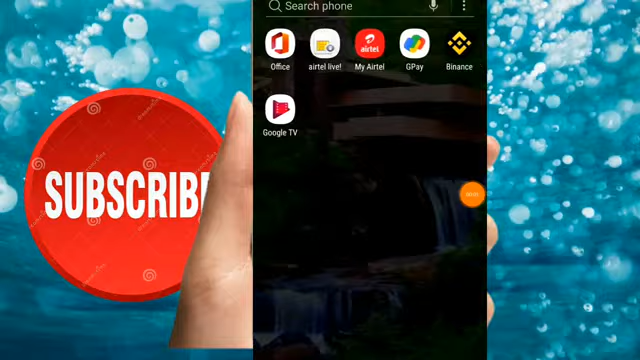 Search phone
Office
airtel live!
airtel
My Airtel
GPay
Binance
Google TV
SUBSCRIBE